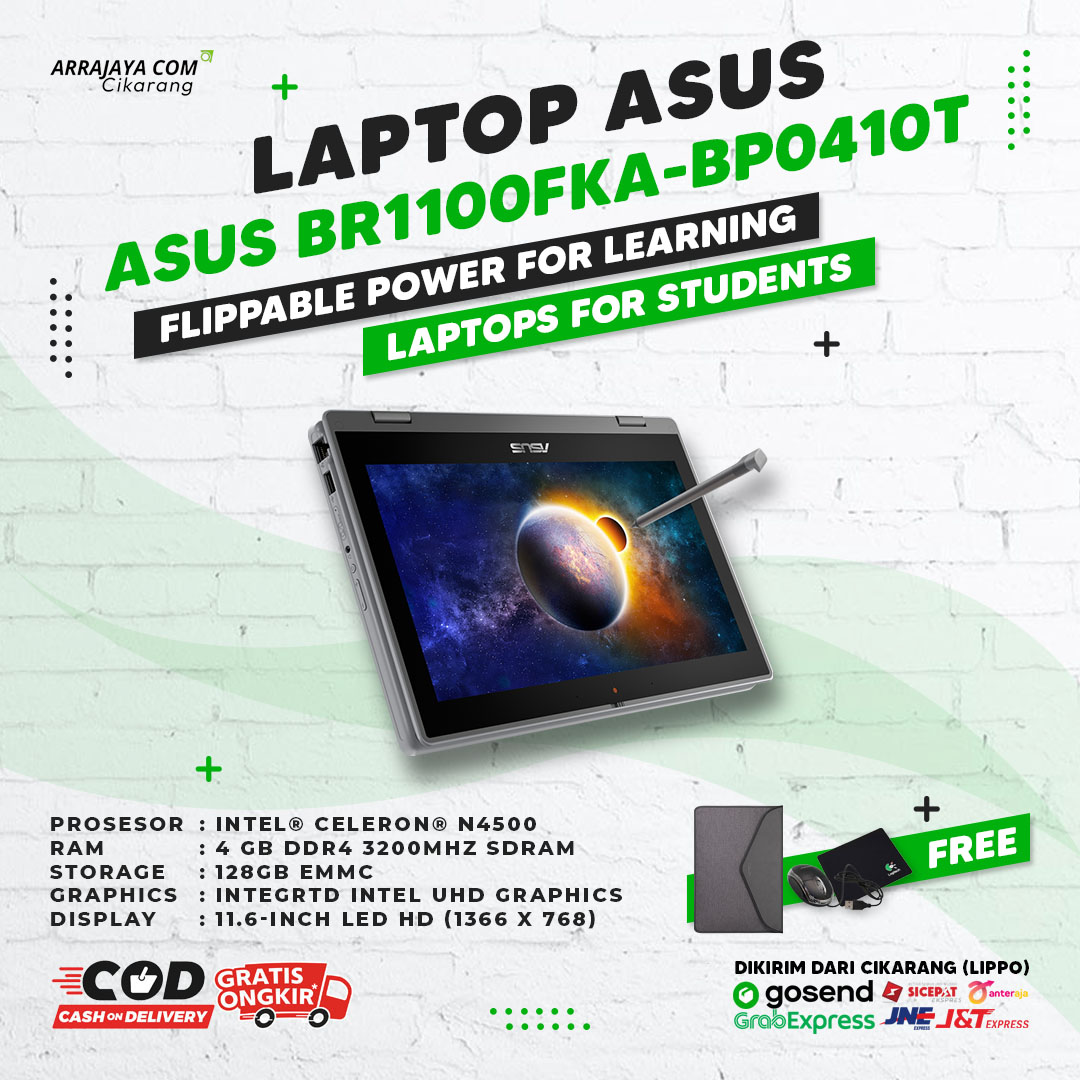 ARRAJAYA COM
Cikarang
LAPTOP ASUS
ASUS BR1100FKA-BP0410T
FLIPPABLE POWER FOR LEARNING
LAPTOPS FOR STUDENTS
ASUS
PROSESOR : INTEL® CELERON® N4500
RAM : 4 GB DDR4 3200MHZ SDRAM
STORAGE : 128GB EMMC
GRAPHICS : INTEGRTD INTEL UHD GRAPHICS
DISPLAY : 11.6-INCH LED HD (1366 X 768)
FREE
Logitech
COD
CASH ON DELIVERY
GRATIS
ONGKIR*
DIKIRIM DARI CIKARANG (LIPPO)
gosend SICEPAT EKSPRES anteraja
GrabExpress JNE EXPRESS J&T EXPRESS